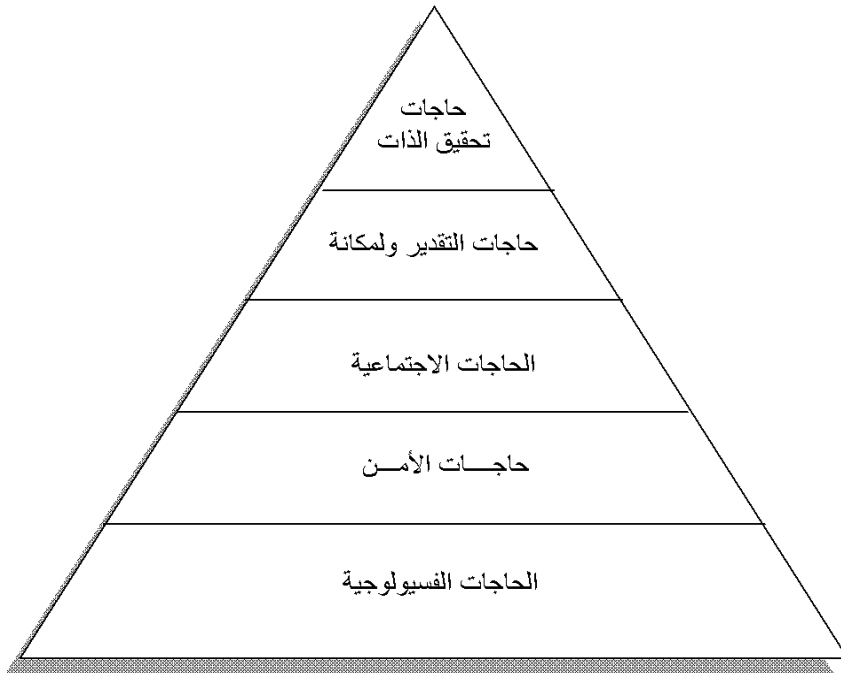 حاجات
تحقيق الذات
حاجات التقدير ولمكانة
الحاجات الاجتماعية
حاجـــات الأمـــن
الحاجات الفسيولوجية